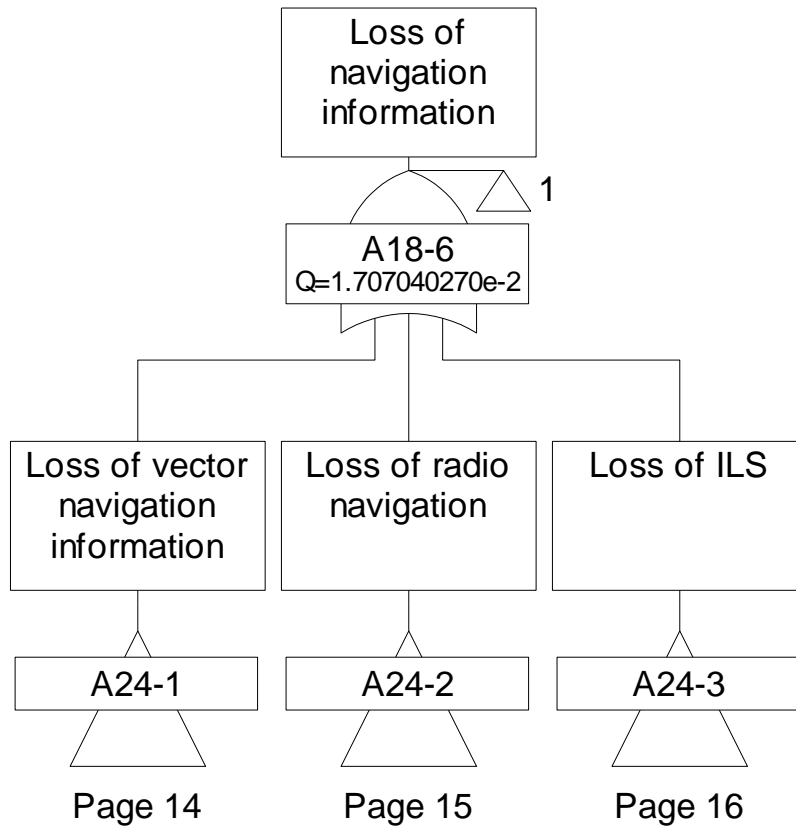 Loss of
navigation
information
1
A18-6
Q=1.707040270e-2
Loss of vector
navigation
information
Loss of radio
navigation
Loss of ILS
A24-1
A24-2
A24-3
Page 14
Page 15
Page 16